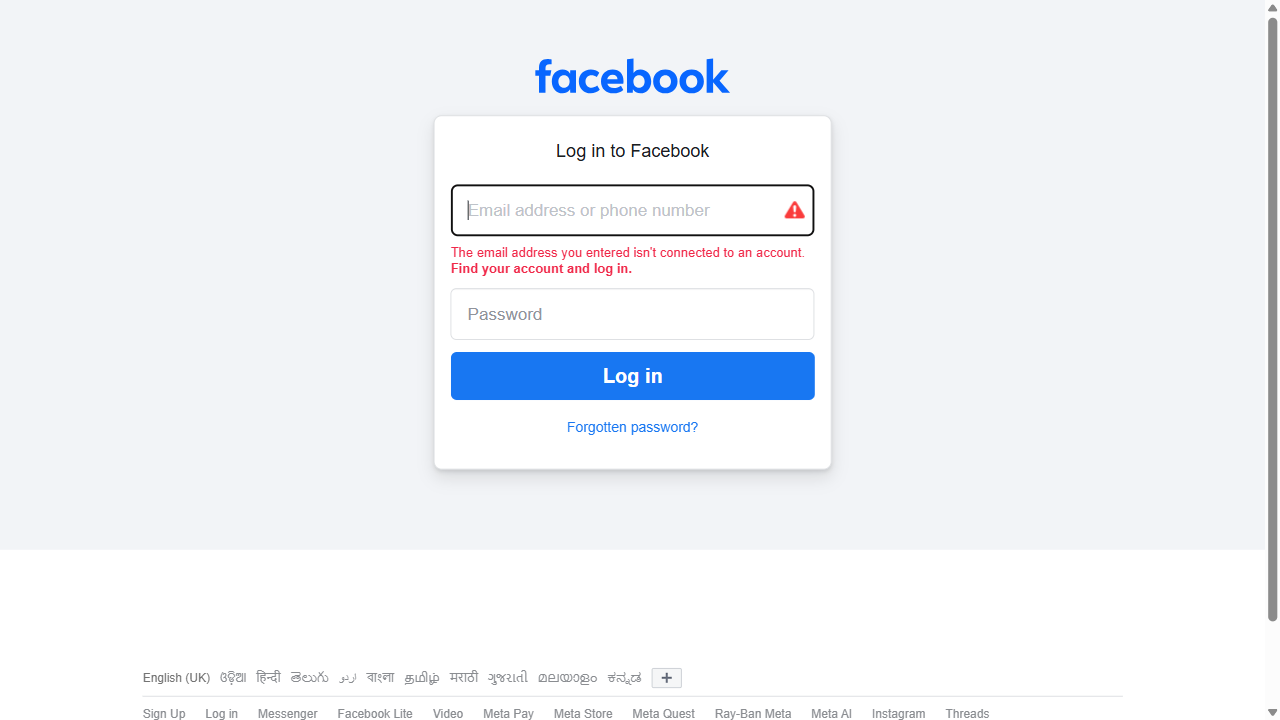 facebook
Log in to Facebook
Email address or phone number
The email address you entered isn't connected to an account.
Find your account and log in.
Password
Log in
Forgotten password?
English (UK) ଓଡ଼ିଆ हिन्दी తెలుగు اردو বাংলা தமிழ் मराठी ગુજરાતી മലയാളം ಕನ್ನಡ +
Sign Up Log in Messenger Facebook Lite Video Meta Pay Meta Store Meta Quest Ray-Ban Meta Meta AI Instagram Threads